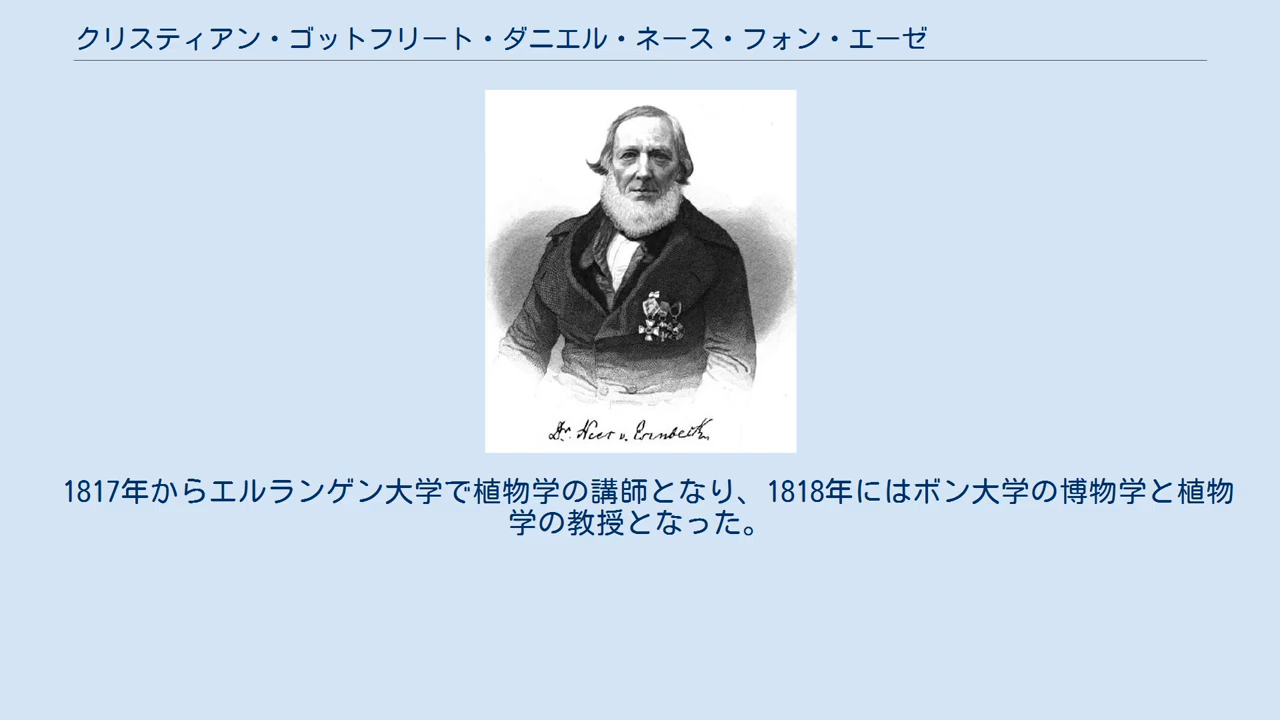 クリスティアン・ゴットフリート・ダニエル・ネース・フォン・エーゼ
Dr. Nees v. Esenbeck
1817年からエルランゲン大学で植物学の講師となり、1818年にはボン大学の博物学と植物
学の教授となった。